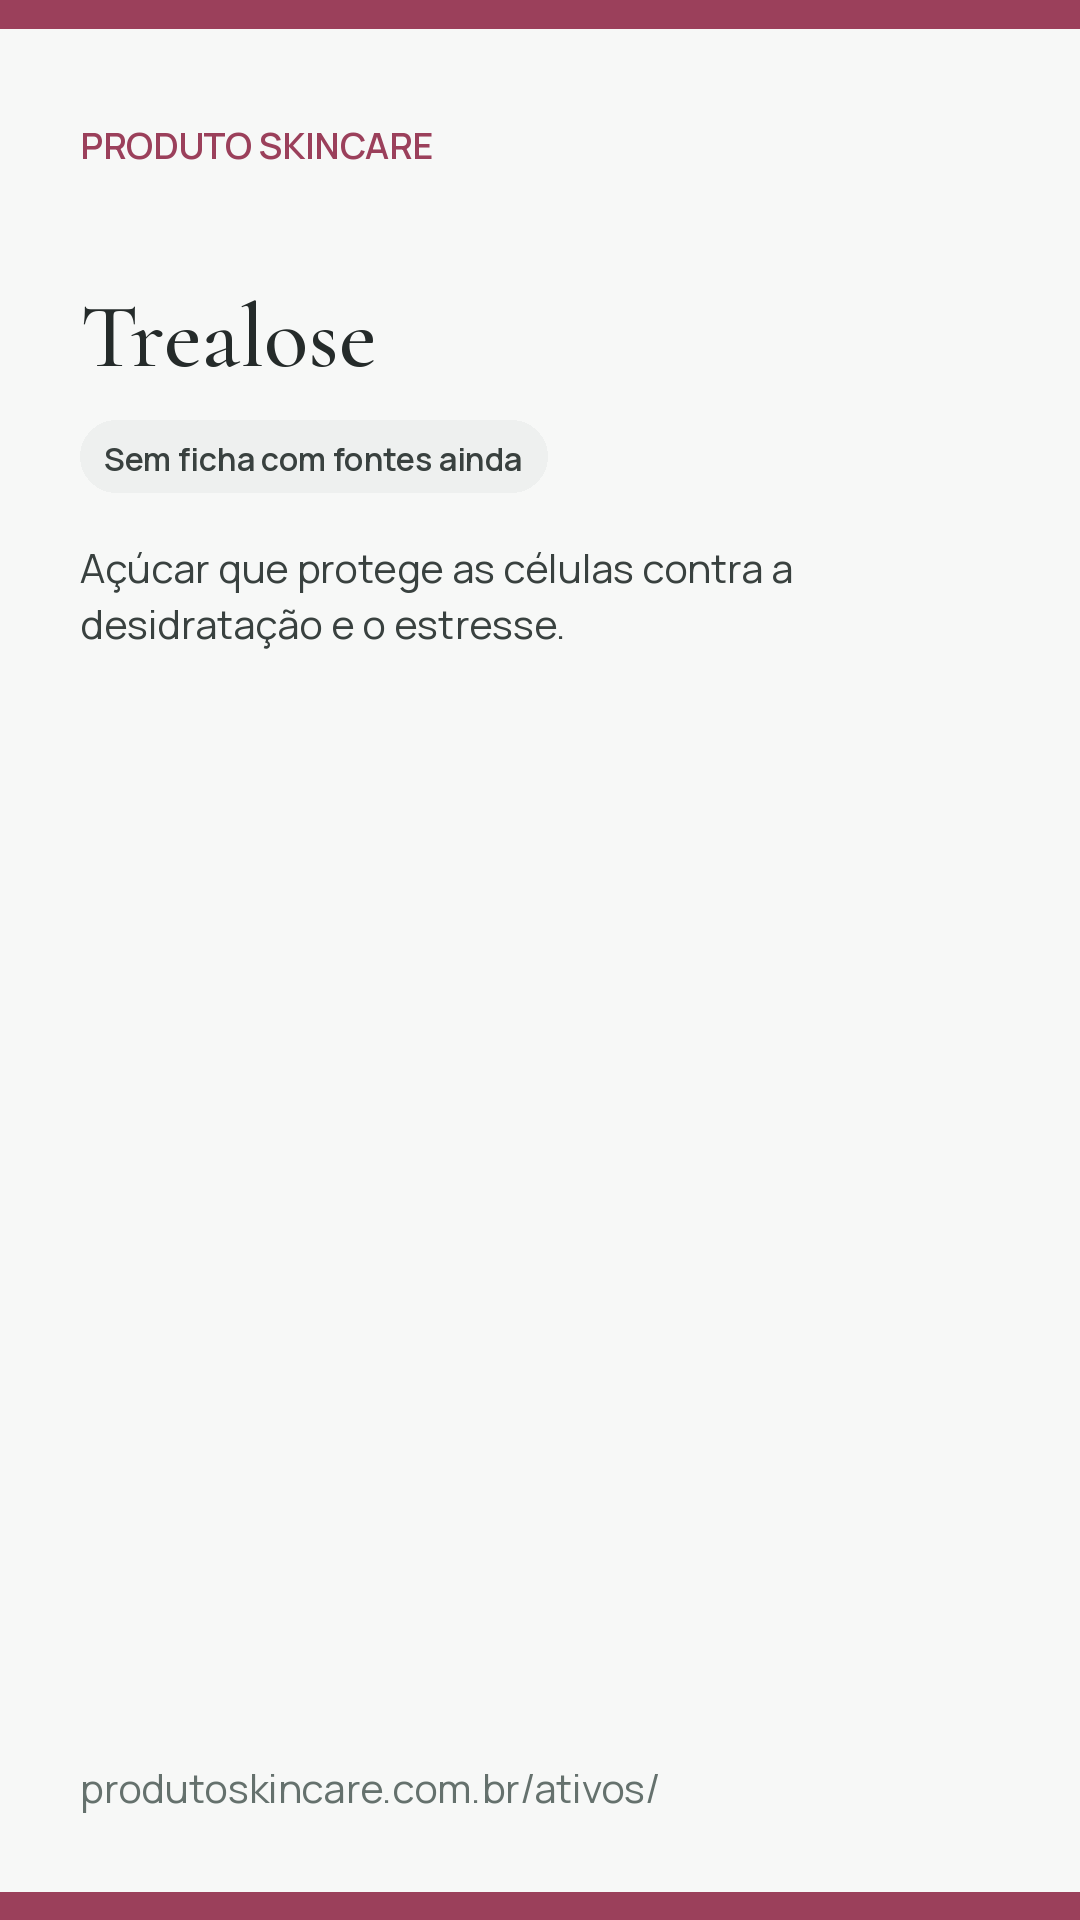 PRODUTO SKINCARE
Trealose
Sem ficha com fontes ainda
Açúcar que protege as células contra a
desidratação e o estresse.
produtoskincare.com.br/ativos/